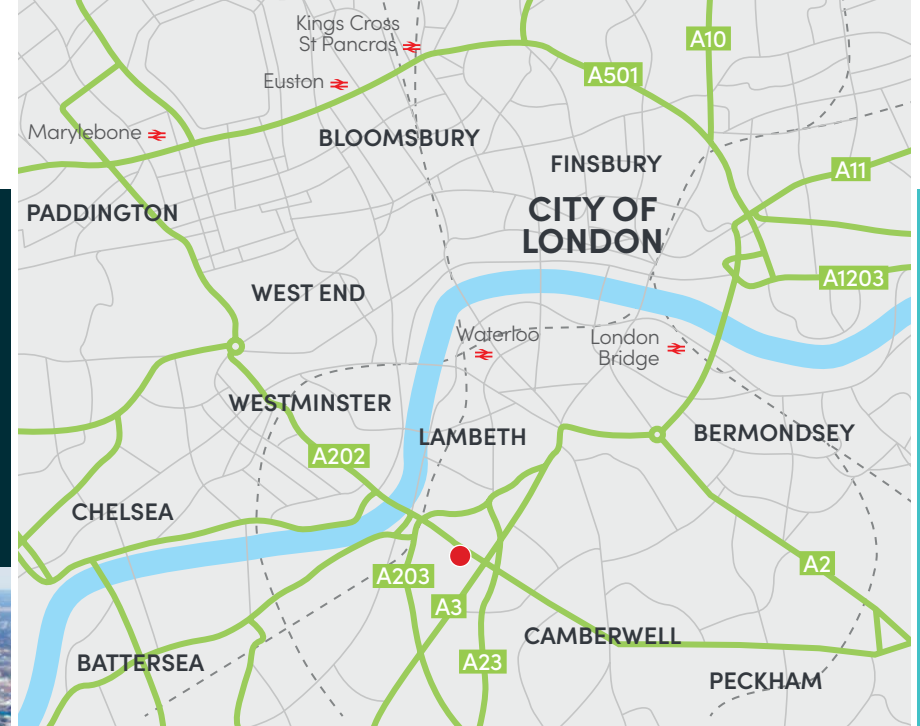 Kings Cross
St Pancras
A10
A501
Euston
Marylebone
BLOOMSBURY
FINSBURY
A11
PADDINGTON
CITY OF
LONDON
A1203
WEST END
Waterloo
London
Bridge
WESTMINSTER
LAMBETH
BERMONDSEY
A202
CHELSEA
A2
A203
A3
CAMBERWELL
A23
BATTERSEA
PECKHAM